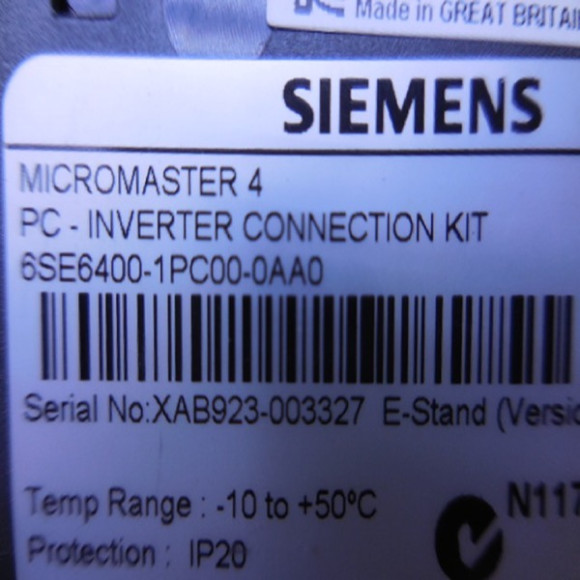 Made in GREAT BRITAI
SIEMENS
MICROMASTER 4
PC - INVERTER CONNECTION KIT
6SE6400-1PC00-0AA0
Serial No:XAB923-003327 E-Stand (Versio
Temp Range : -10 to +50°C
N117
Protection : IP20